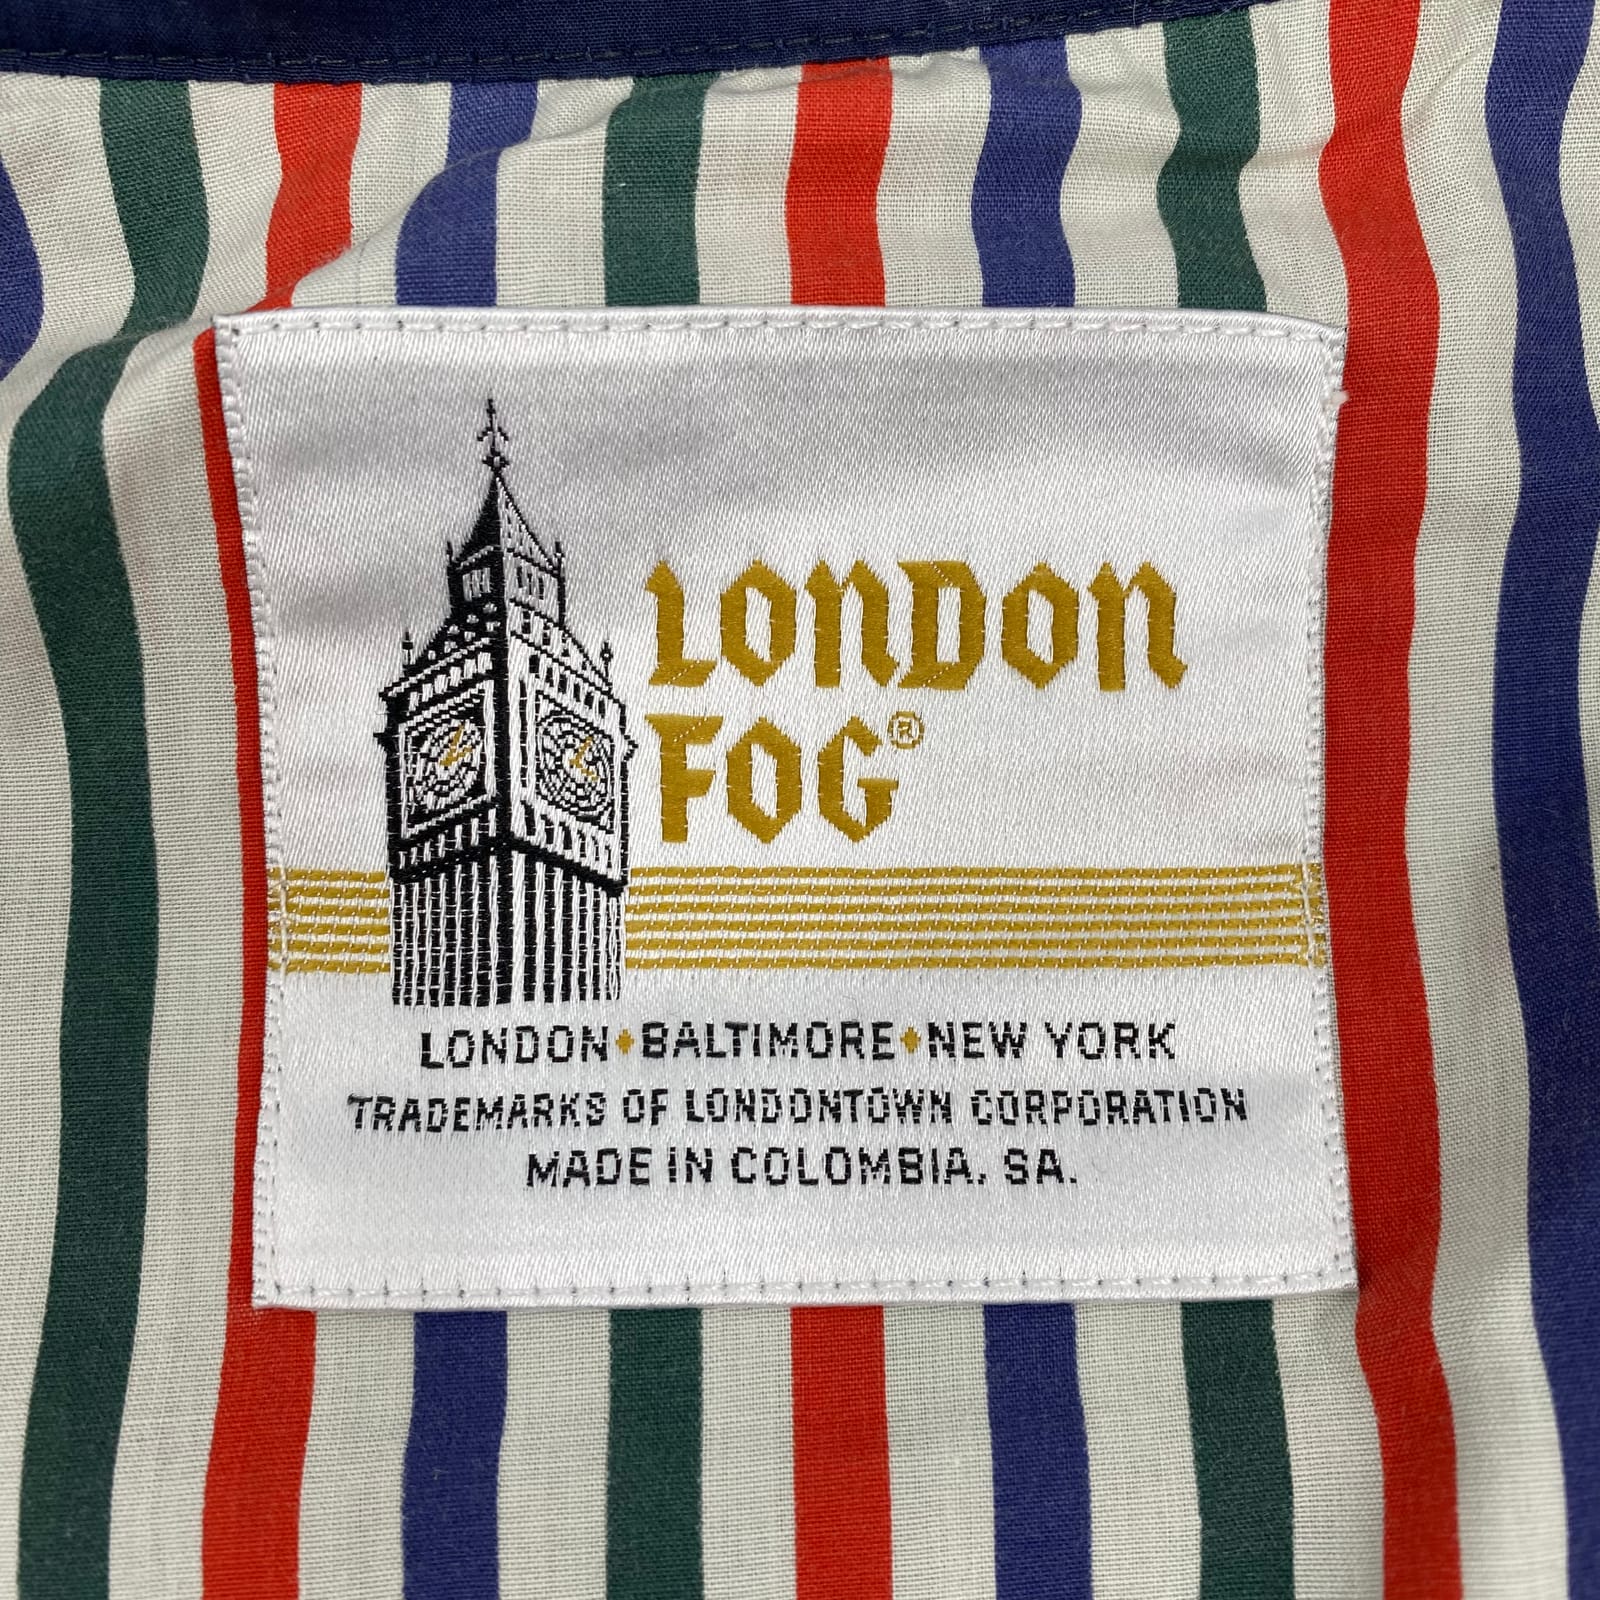 LONDON
FOG®
LONDON♦BALTIMORE♦NEW YORK
TRADEMARKS OF LONDONTOWN CORPORATION
MADE IN COLOMBIA, SA.